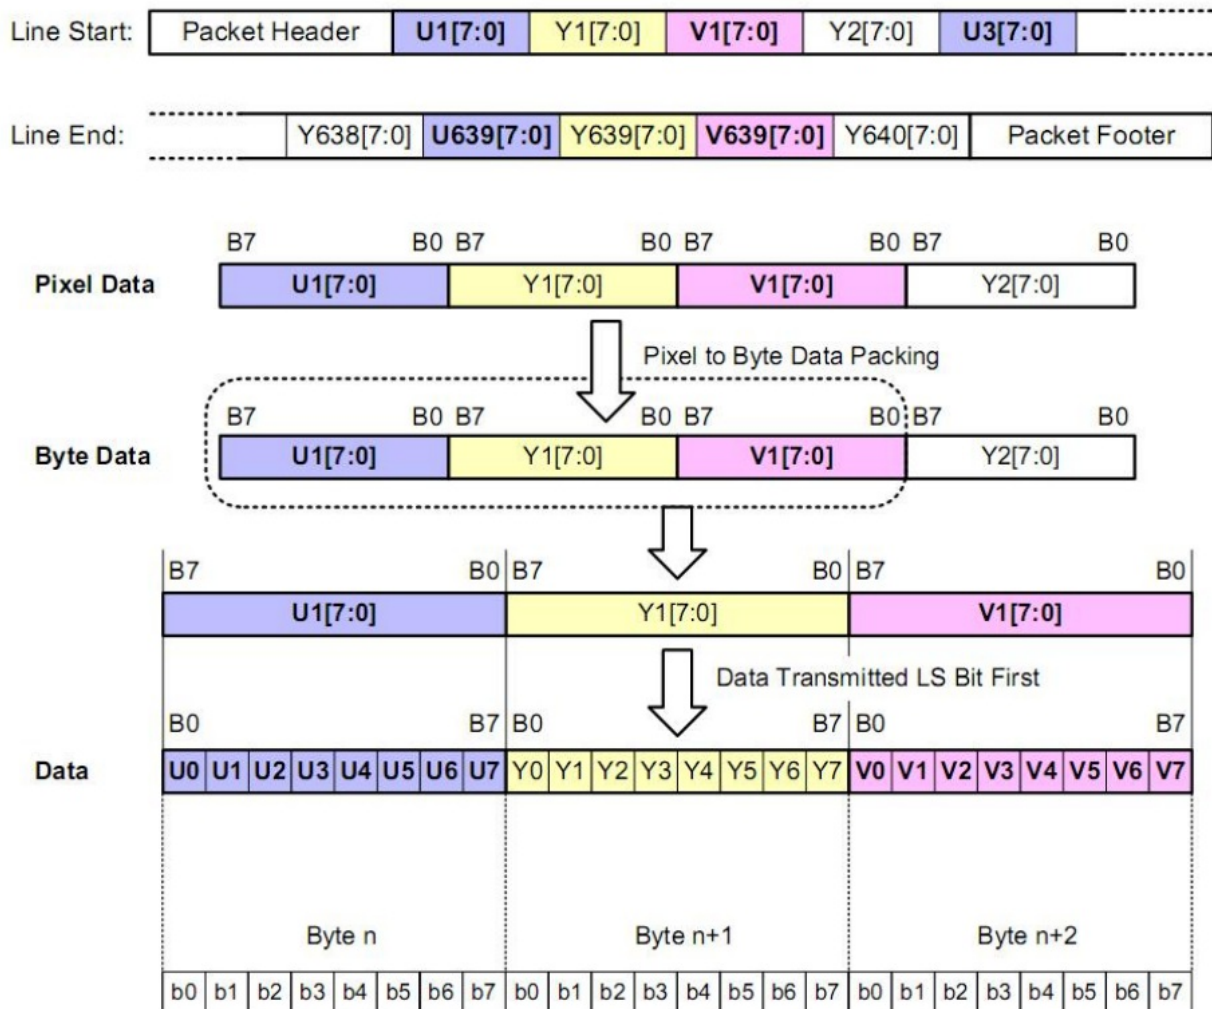 Line Start: Packet Header U1[7:0] Y1[7:0] V1[7:0] Y2[7:0] U3[7:0]
Line End: Y638[7:0] U639[7:0] Y639[7:0] V639[7:0] Y640[7:0] Packet Footer
B7 B0 B7 B0 B7 B0 B7 B0
Pixel Data U1[7:0] Y1[7:0] V1[7:0] Y2[7:0]
Pixel to Byte Data Packing
B7 B0 B7 B0 B7 B0 B7 B0
Byte Data U1[7:0] Y1[7:0] V1[7:0] Y2[7:0]
B7 B0 B7 B0 B7 B0
U1[7:0] Y1[7:0] V1[7:0]
Data Transmitted LS Bit First
B0 B7 B0 B7 B0 B7
Data U0 U1 U2 U3 U4 U5 U6 U7 Y0 Y1 Y2 Y3 Y4 Y5 Y6 Y7 V0 V1 V2 V3 V4 V5 V6 V7
Byte n Byte n+1 Byte n+2
b0 b1 b2 b3 b4 b5 b6 b7 b0 b1 b2 b3 b4 b5 b6 b7 b0 b1 b2 b3 b4 b5 b6 b7